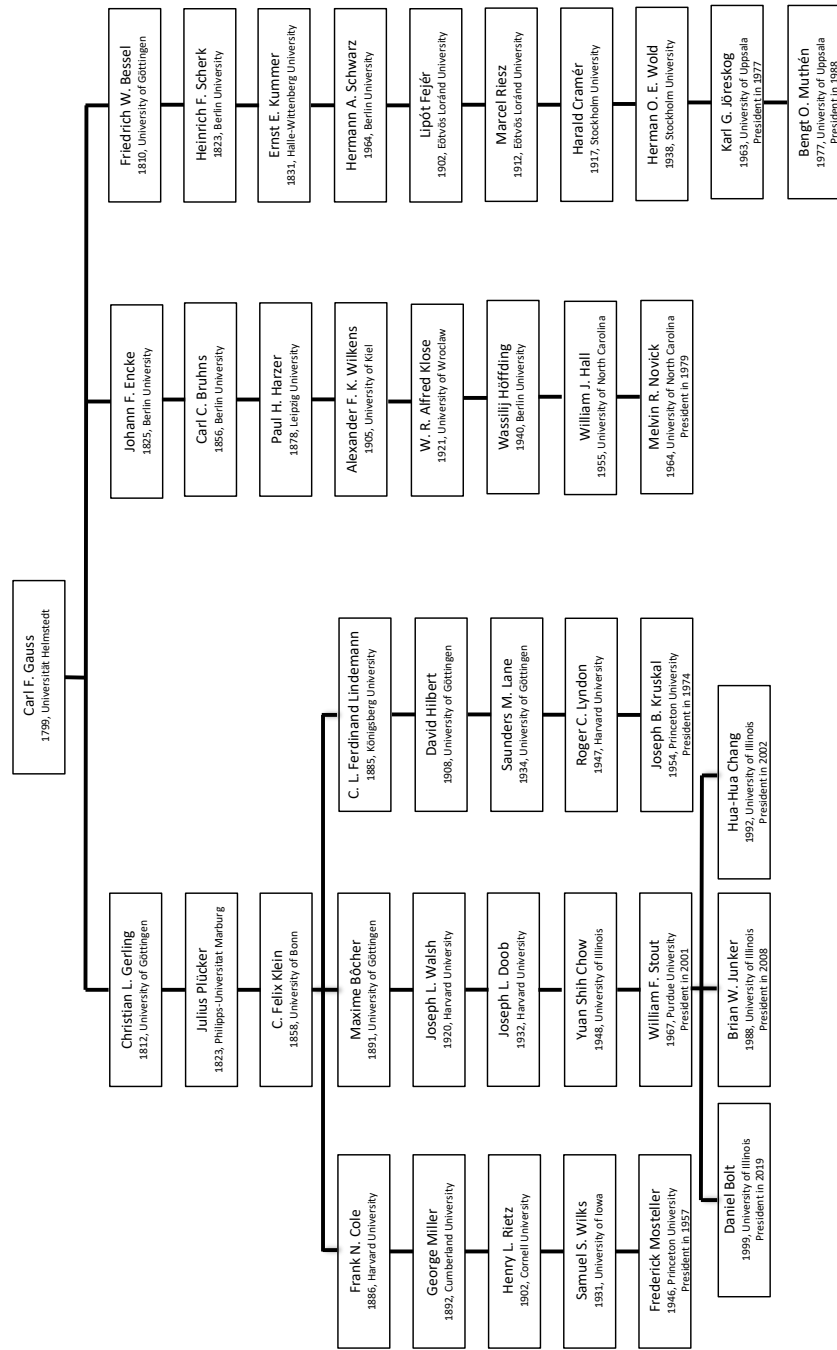 Carl F. Gauss
1799, Universität Helmstedt
Christian L. Gerling
1812, University of Göttingen
Julius Plücker
1823, Philipps-Universitat Marburg
C. Felix Klein
1858, University of Bonn
Frank N. Cole
1886, Harvard University
George Miller
1892, Cumberland University
Henry L. Rietz
1902, Cornell University
Samuel S. Wilks
1931, University of Iowa
Frederick Mosteller
1946, Princeton University
President in 1957
Maxime Bôcher
1891, University of Göttingen
Joseph L. Walsh
1920, Harvard University
Joseph L. Doob
1932, Harvard University
Yuan Shih Chow
1948, University of Illinois
William F. Stout
1967, Purdue University
President in 2001
Daniel Bolt
1999, University of Illinois
President in 2019
Brian W. Junker
1988, University of Illinois
President in 2008
Hua-Hua Chang
1992, University of Illinois
President in 2002
C. L. Ferdinand Lindemann
1885, Königsberg University
David Hilbert
1908, University of Göttingen
Saunders M. Lane
1934, University of Göttingen
Roger C. Lyndon
1947, Harvard University
Joseph B. Kruskal
1954, Princeton University
President in 1974
Johann F. Encke
1825, Berlin University
Carl C. Bruhns
1856, Berlin University
Paul H. Harzer
1878, Leipzig University
Alexander F. K. Wilkens
1905, University of Kiel
W. R. Alfred Klose
1921, University of Wroclaw
Wassilij Höffding
1940, Berlin University
William J. Hall
1955, University of North Carolina
Melvin R. Novick
1964, University of North Carolina
President in 1979
Friedrich W. Bessel
1810, University of Göttingen
Heinrich F. Scherk
1823, Berlin University
Ernst E. Kummer
1831, Halle-Wittenberg University
Hermann A. Schwarz
1964, Berlin University
Lipót Fejér
1902, Eötvös Loránd University
Marcel Riesz
1912, Eötvös Loránd University
Harald Cramér
1917, Stockholm University
Herman O. E. Wold
1938, Stockholm University
Karl G. Jöreskog
1963, University of Uppsala
President in 1977
Bengt O. Muthén
1977, University of Uppsala
President in 1988